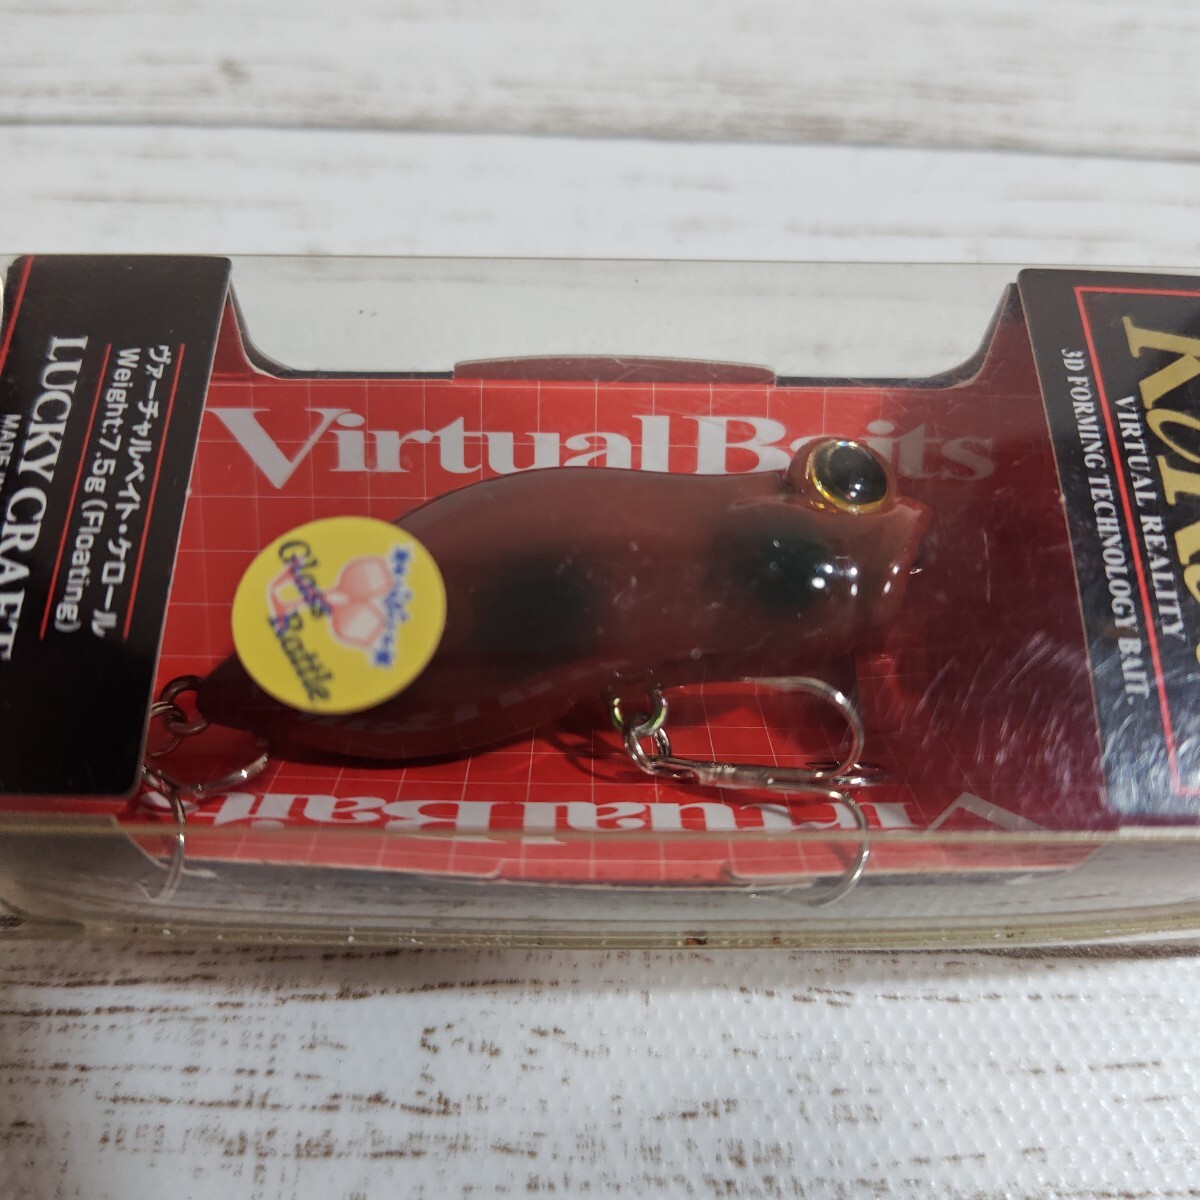 ヴァーチャルベイト・ケロール
Weight:7.5g (Floating)
LUCKY CRAFT
Virtual Baits
Glass
Rattle
VIRTUAL REALITY
3D FORMING TECHNOLOGY BAIT.